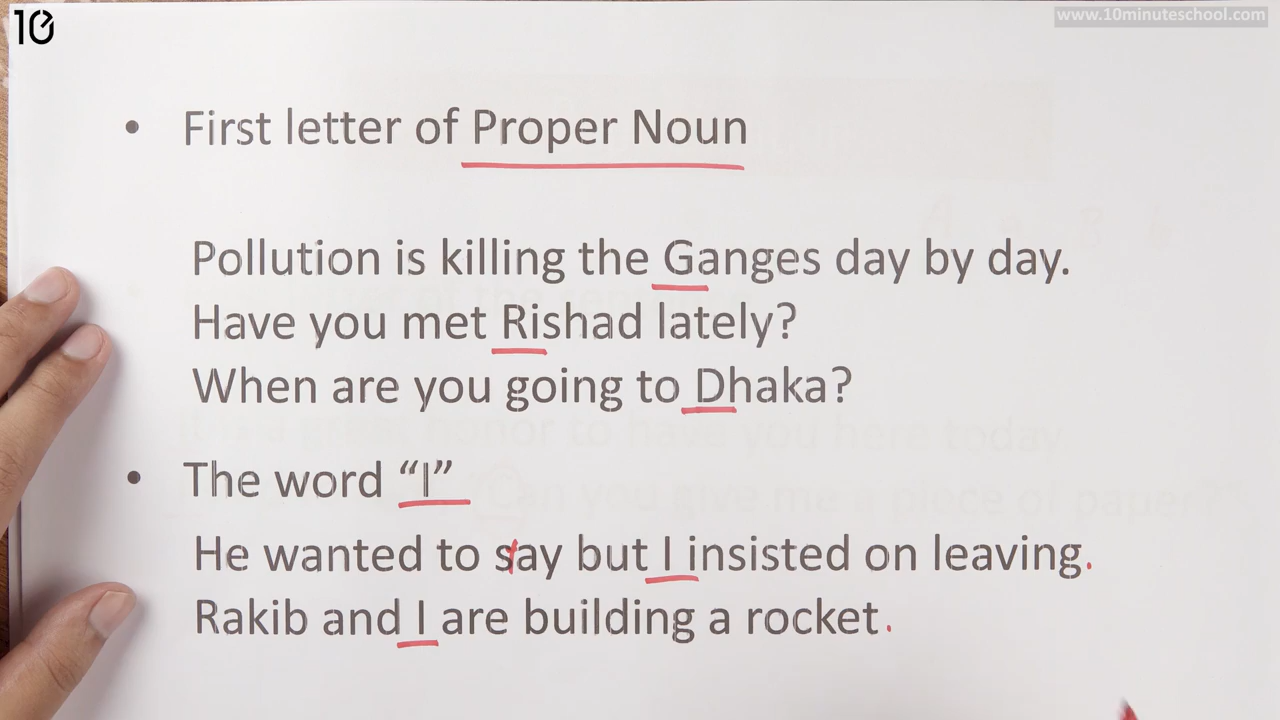 10
www.10minuteschool.com
• First letter of Proper Noun
Pollution is killing the Ganges day by day.
Have you met Rishad lately?
When are you going to Dhaka?
• The word “I”
He wanted to say but I insisted on leaving.
Rakib and I are building a rocket.